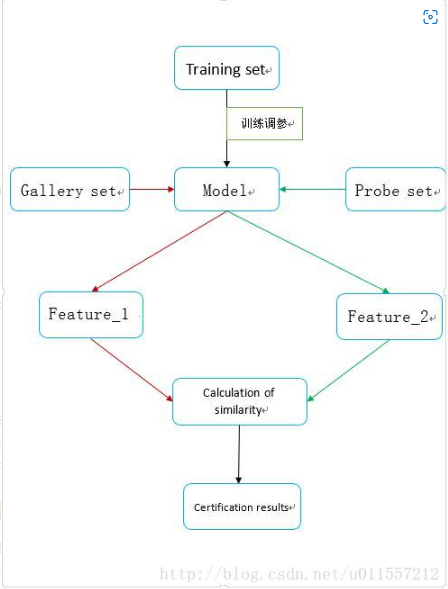 Training set
训练调参
Gallery set
Model
Probe set
Feature_1
Feature_2
Calculation of
similarity
Certification results
http://blog.csdn.net/u011557212